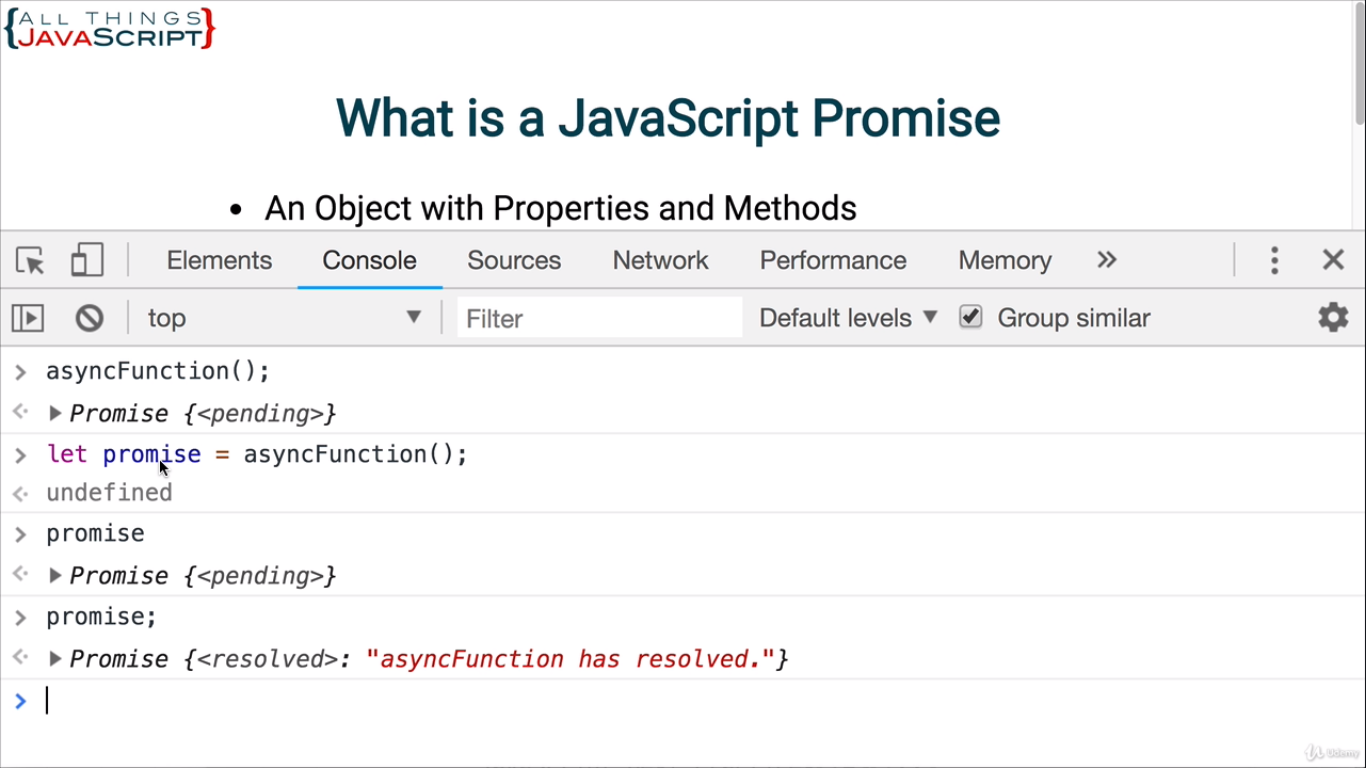 {ALL THINGS
JAVASCRIPT}
What is a JavaScript Promise
• An Object with Properties and Methods
Elements Console Sources Network Performance Memory »
top ▼ Filter Default levels ▼ Group similar
> asyncFunction();
<· ▶ Promise {<pending>}
> let promise = asyncFunction();
<· undefined
> promise
<· ▶ Promise {<pending>}
> promise;
<· ▶ Promise {<resolved>: "asyncFunction has resolved."}
>
Udemy